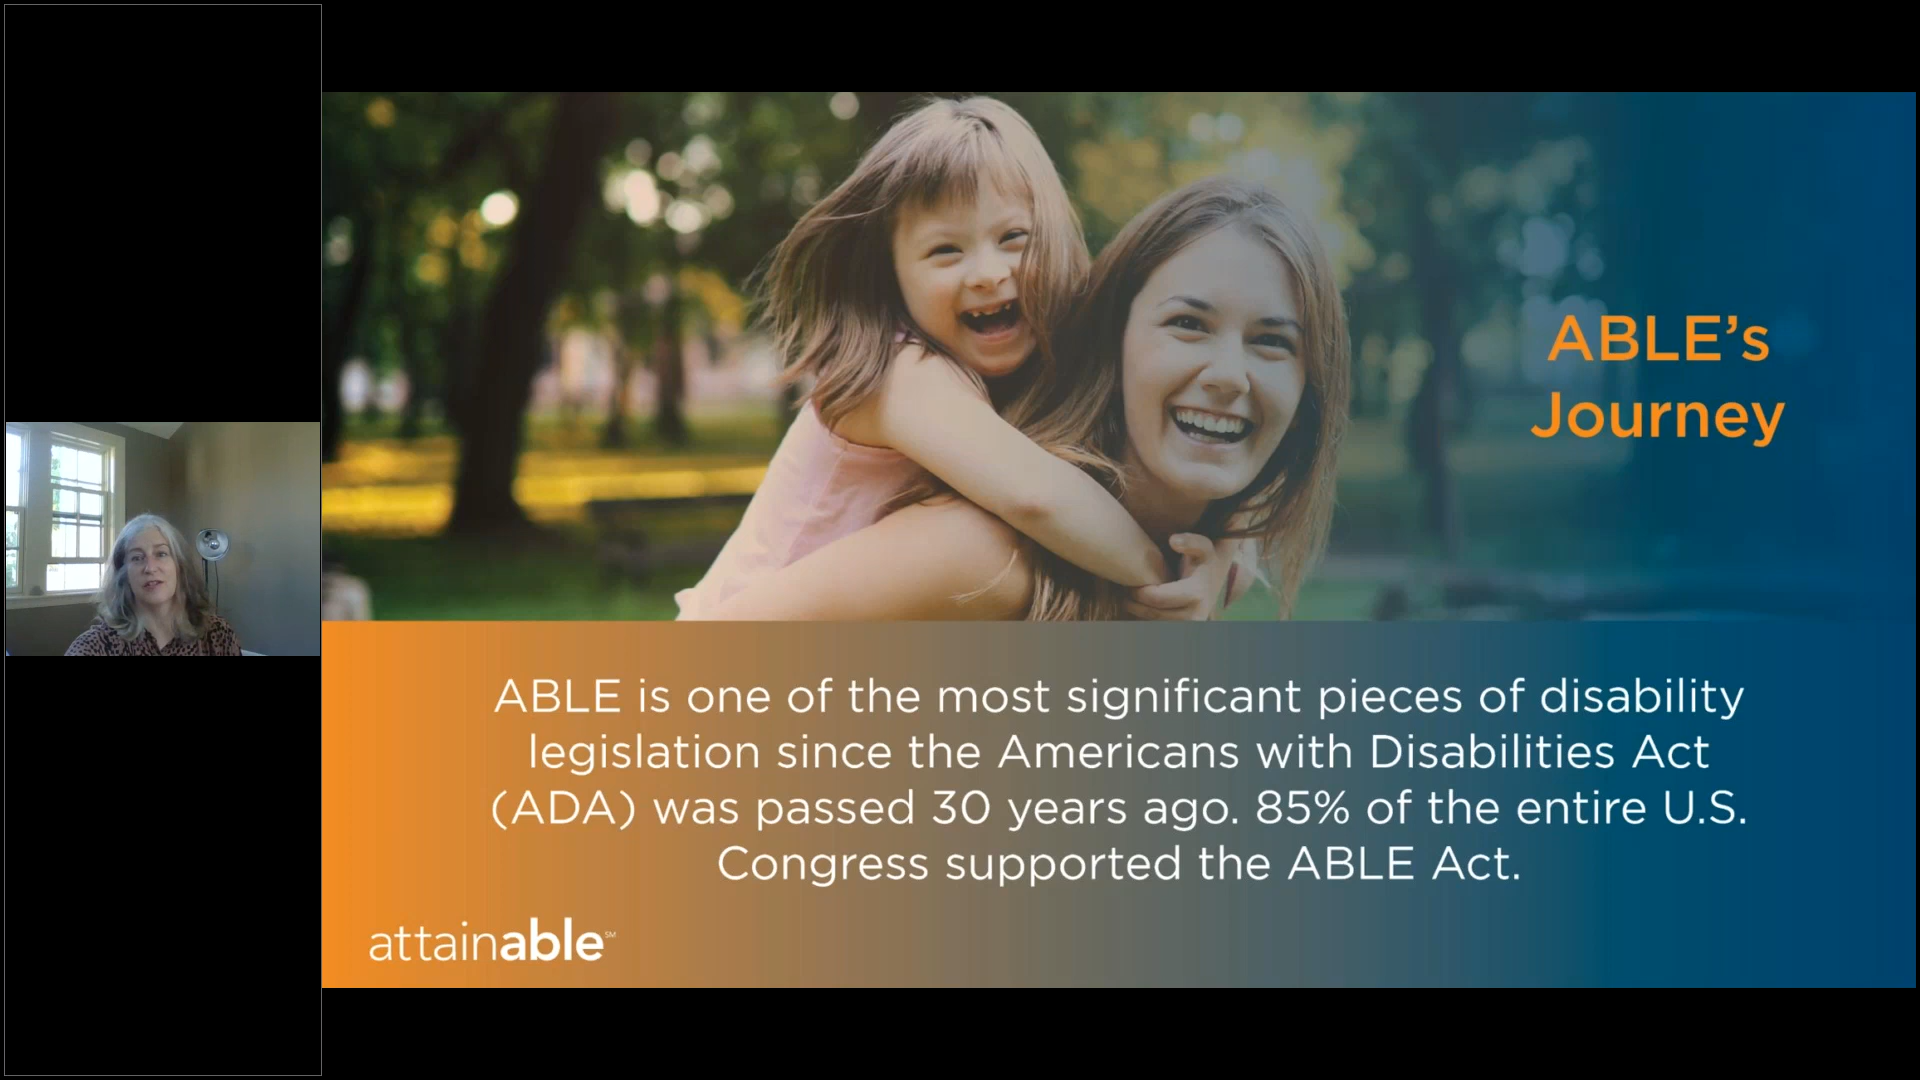 ABLE’s
Journey
ABLE is one of the most significant pieces of disability
legislation since the Americans with Disabilities Act
(ADA) was passed 30 years ago. 85% of the entire U.S.
Congress supported the ABLE Act.
attainable℠